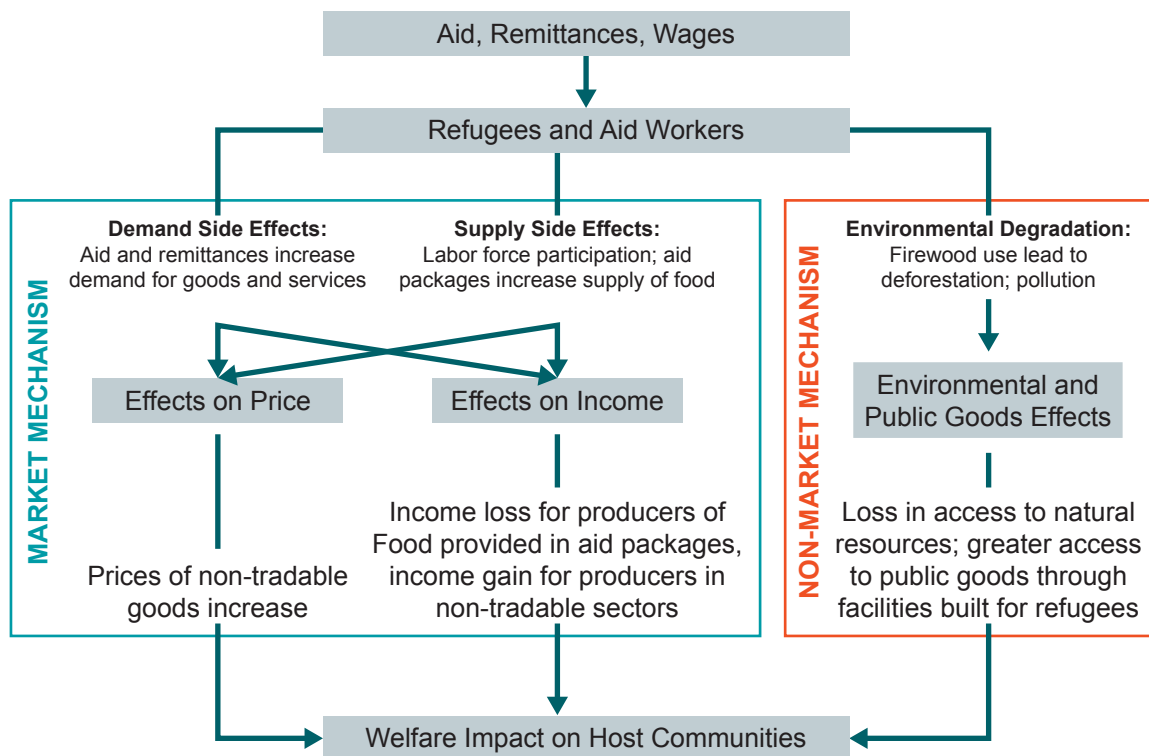 Aid, Remittances, Wages
Refugees and Aid Workers
MARKET MECHANISM
Demand Side Effects:
Aid and remittances increase
demand for goods and services
Supply Side Effects:
Labor force participation; aid
packages increase supply of food
Effects on Price
Effects on Income
Prices of non-tradable
goods increase
Income loss for producers of
Food provided in aid packages,
income gain for producers in
non-tradable sectors
NON-MARKET MECHANISM
Environmental Degradation:
Firewood use lead to
deforestation; pollution
Environmental and
Public Goods Effects
Loss in access to natural
resources; greater access
to public goods through
facilities built for refugees
Welfare Impact on Host Communities